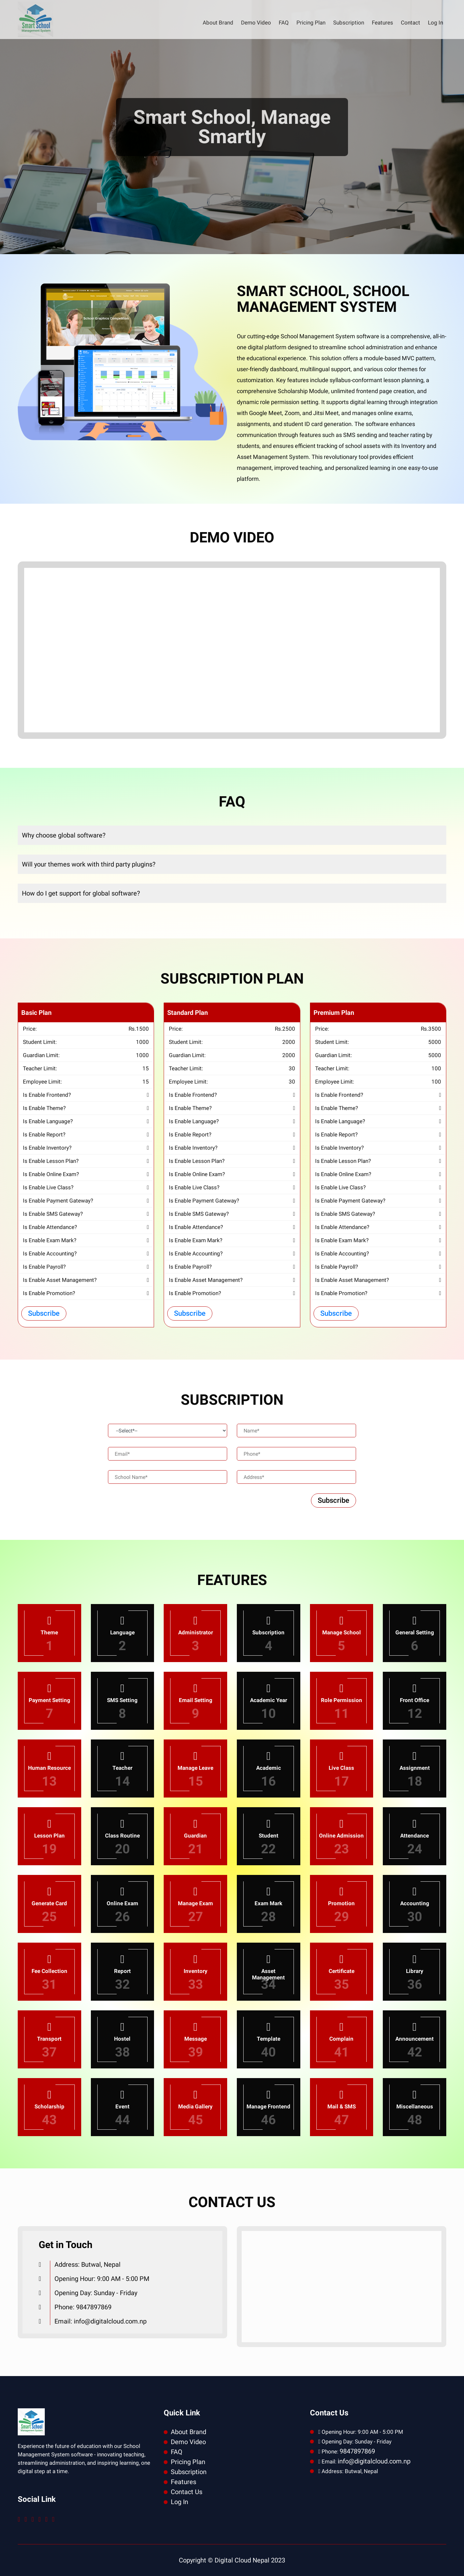 Smart School
Management System
About Brand
Demo Video
FAQ
Pricing Plan
Subscription
Features
Contact
Log In
Smart School, Manage
Smartly
SMART SCHOOL, SCHOOL
MANAGEMENT SYSTEM
Our cutting-edge School Management System software is a comprehensive, all-in-
one digital platform designed to streamline school administration and enhance
the educational experience. This solution offers a module-based MVC pattern,
user-friendly dashboard, multilingual support, and various color themes for
customization. Key features include syllabus-conformant lesson planning, a
comprehensive Scholarship Module, unlimited frontend page creation, and
dynamic role permission setting. It supports digital learning through integration
with Google Meet, Zoom, and Jitsi Meet, and manages online exams,
assignments, and student ID card generation. The software enhances
communication through features such as SMS sending and teacher rating by
students, and ensures efficient tracking of school assets with its Inventory and
Asset Management System. This revolutionary tool provides efficient
management, improved teaching, and personalized learning in one easy-to-use
platform.
DEMO VIDEO
FAQ
Why choose global software?
Will your themes work with third party plugins?
How do I get support for global software?
SUBSCRIPTION PLAN
Basic Plan
Price: Rs.1500
Student Limit: 1000
Guardian Limit: 1000
Teacher Limit: 15
Employee Limit: 15
Is Enable Frontend?
Is Enable Theme?
Is Enable Language?
Is Enable Report?
Is Enable Inventory?
Is Enable Lesson Plan?
Is Enable Online Exam?
Is Enable Live Class?
Is Enable Payment Gateway?
Is Enable SMS Gateway?
Is Enable Attendance?
Is Enable Exam Mark?
Is Enable Accounting?
Is Enable Payroll?
Is Enable Asset Management?
Is Enable Promotion?
Subscribe
Standard Plan
Price: Rs.2500
Student Limit: 2000
Guardian Limit: 2000
Teacher Limit: 30
Employee Limit: 30
Is Enable Frontend?
Is Enable Theme?
Is Enable Language?
Is Enable Report?
Is Enable Inventory?
Is Enable Lesson Plan?
Is Enable Online Exam?
Is Enable Live Class?
Is Enable Payment Gateway?
Is Enable SMS Gateway?
Is Enable Attendance?
Is Enable Exam Mark?
Is Enable Accounting?
Is Enable Payroll?
Is Enable Asset Management?
Is Enable Promotion?
Subscribe
Premium Plan
Price: Rs.3500
Student Limit: 5000
Guardian Limit: 5000
Teacher Limit: 100
Employee Limit: 100
Is Enable Frontend?
Is Enable Theme?
Is Enable Language?
Is Enable Report?
Is Enable Inventory?
Is Enable Lesson Plan?
Is Enable Online Exam?
Is Enable Live Class?
Is Enable Payment Gateway?
Is Enable SMS Gateway?
Is Enable Attendance?
Is Enable Exam Mark?
Is Enable Accounting?
Is Enable Payroll?
Is Enable Asset Management?
Is Enable Promotion?
Subscribe
SUBSCRIPTION
--Select*--
Name*
Email*
Phone*
School Name*
Address*
Subscribe
FEATURES
Theme
1
Language
2
Administrator
3
Subscription
4
Manage School
5
General Setting
6
Payment Setting
7
SMS Setting
8
Email Setting
9
Academic Year
10
Role Permission
11
Front Office
12
Human Resource
13
Teacher
14
Manage Leave
15
Academic
16
Live Class
17
Assignment
18
Lesson Plan
19
Class Routine
20
Guardian
21
Student
22
Online Admission
23
Attendance
24
Generate Card
25
Online Exam
26
Manage Exam
27
Exam Mark
28
Promotion
29
Accounting
30
Fee Collection
31
Report
32
Inventory
33
Asset
Management
34
Certificate
35
Library
36
Transport
37
Hostel
38
Message
39
Template
40
Complain
41
Announcement
42
Scholarship
43
Event
44
Media Gallery
45
Manage Frontend
46
Mail & SMS
47
Miscellaneous
48
CONTACT US
Get in Touch
Address: Butwal, Nepal
Opening Hour: 9:00 AM - 5:00 PM
Opening Day: Sunday - Friday
Phone: 9847897869
Email: info@digitalcloud.com.np
Smart School
Experience the future of education with our School
Management System software - innovating teaching,
streamlining administration, and inspiring learning, one
digital step at a time.
Social Link
Quick Link
About Brand
Demo Video
FAQ
Pricing Plan
Subscription
Features
Contact Us
Log In
Contact Us
Opening Hour: 9:00 AM - 5:00 PM
Opening Day: Sunday - Friday
Phone: 9847897869
Email: info@digitalcloud.com.np
Address: Butwal, Nepal
Copyright © Digital Cloud Nepal 2023